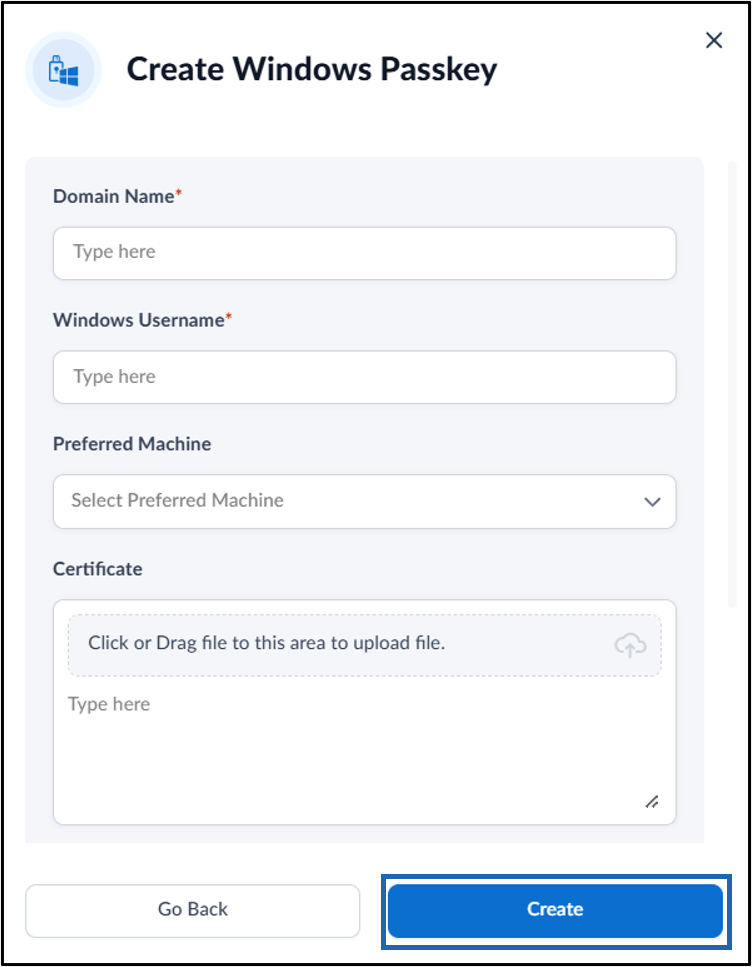 Create Windows Passkey
Domain Name*
Type here
Windows Username*
Type here
Preferred Machine
Select Preferred Machine
Certificate
Click or Drag file to this area to upload file.
Type here
Go Back
Create